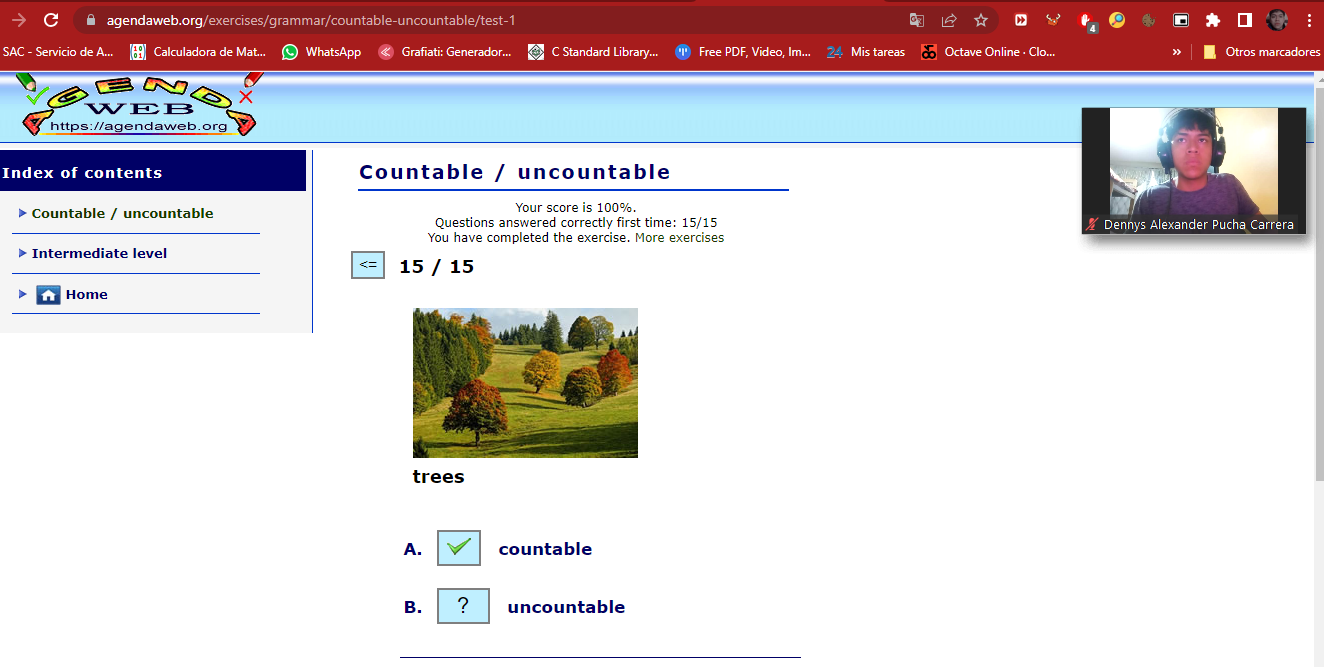 agendaweb.org/exercises/grammar/countable-uncountable/test-1
4
SAC - Servicio de A... Calculadora de Mat... WhatsApp Grafiati: Generador... C Standard Library... Free PDF, Video, Im... 24 Mis tareas Octave Online · Clo... » Otros marcadores
AGENDA
WEB
https://agendaweb.org
Index of contents
Countable / uncountable
Intermediate level
Home
Countable / uncountable
Your score is 100%.
Questions answered correctly first time: 15/15
You have completed the exercise. More exercises
<= 15 / 15
trees
A. countable
B. ? uncountable
Dennys Alexander Pucha Carrera